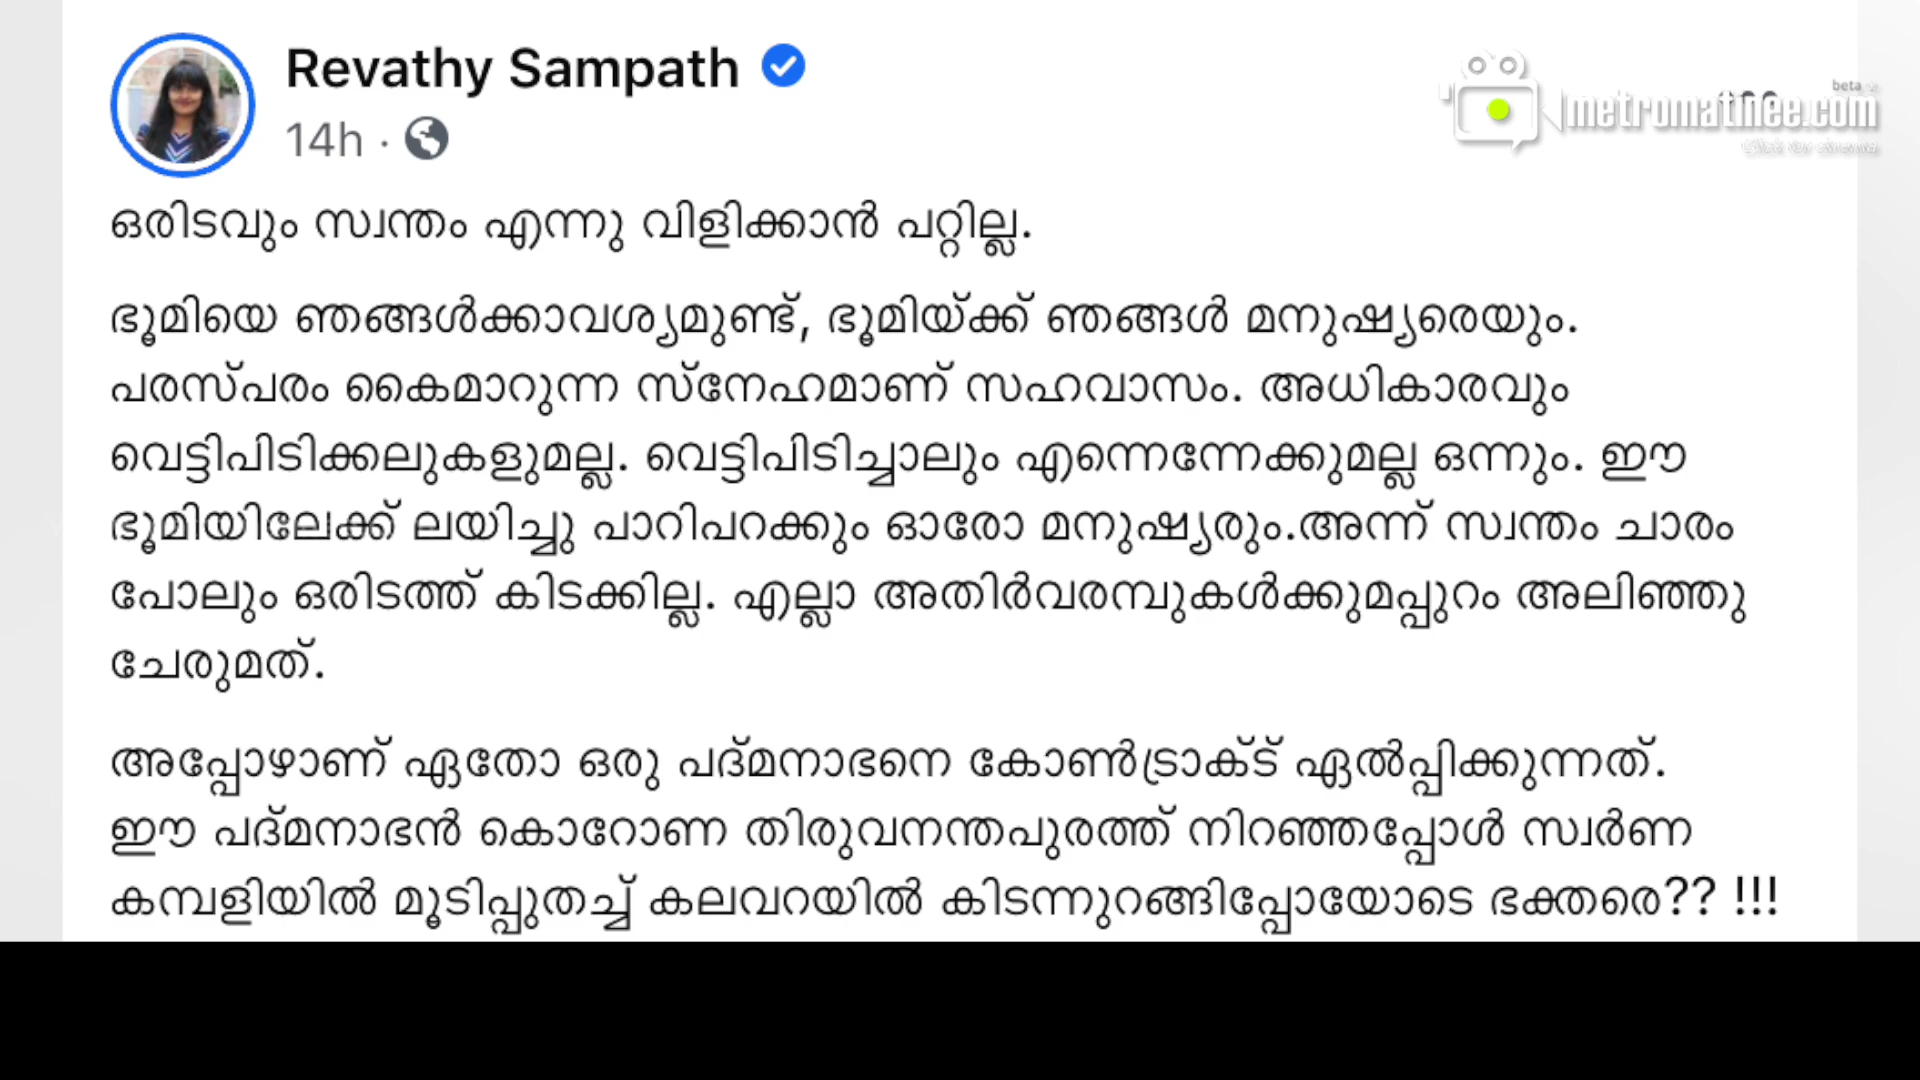 Revathy Sampath
14h ·
metromatinee.com
beta
ഒരിടവും സ്വന്തം എന്നു വിളിക്കാൻ പറ്റില്ല.
ഭൂമിയെ ഞങ്ങൾക്കാവശ്യമുണ്ട്, ഭൂമിയ്ക്ക് ഞങ്ങൾ മനുഷ്യരെയും.
പരസ്പരം കൈമാറുന്ന സ്നേഹമാണ് സഹവാസം. അധികാരവും
വെട്ടിപിടിക്കലുകളുമല്ല. വെട്ടിപിടിച്ചാലും എന്നെന്നേക്കുമല്ല ഒന്നും. ഈ
ഭൂമിയിലേക്ക് ലയിച്ചു പാറിപറക്കും ഓരോ മനുഷ്യരും.അന്ന് സ്വന്തം ചാരം
പോലും ഒരിടത്ത് കിടക്കില്ല. എല്ലാ അതിർവരമ്പുകൾക്കുമപ്പുറം അലിഞ്ഞു
ചേരുമത്.
അപ്പോഴാണ് ഏതോ ഒരു പദ്മനാഭനെ കോൺട്രാക്ട് ഏൽപ്പിക്കുന്നത്.
ഈ പദ്മനാഭൻ കൊറോണ തിരുവനന്തപുരത്ത് നിറഞ്ഞപ്പോൾ സ്വർണ
കമ്പളിയിൽ മൂടിപ്പുതച്ച് കലവറയിൽ കിടന്നുറങ്ങിപ്പോയോടെ ഭക്തരെ?? !!!